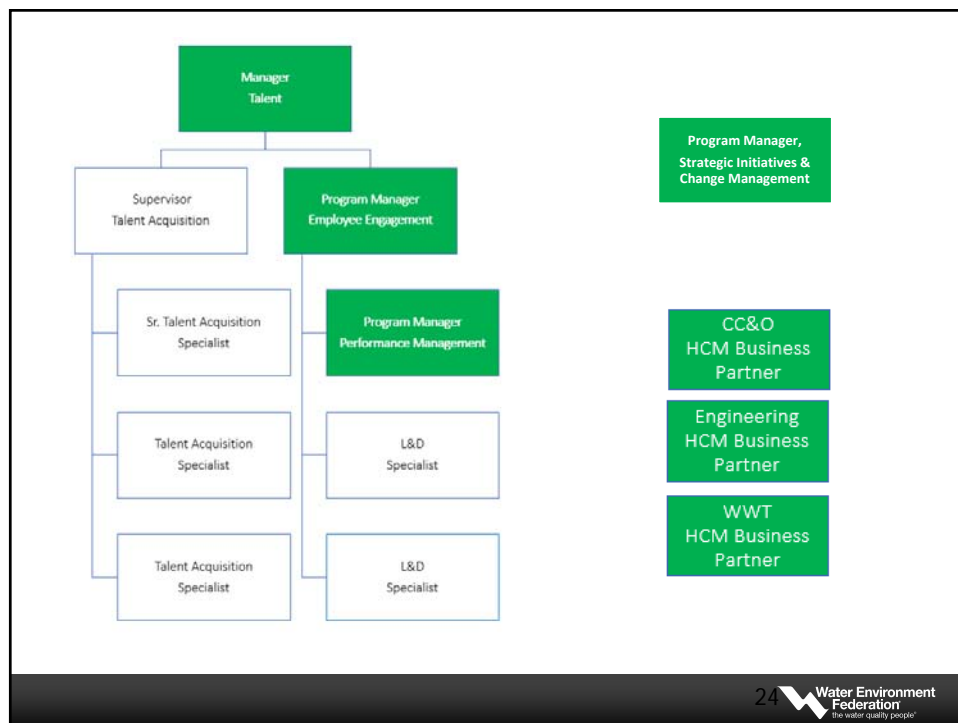 Manager
Talent
Supervisor
Talent Acquisition
Program Manager
Employee Engagement
Sr. Talent Acquisition
Specialist
Program Manager
Performance Management
Talent Acquisition
Specialist
L&D
Specialist
Talent Acquisition
Specialist
L&D
Specialist
Program Manager,
Strategic Initiatives &
Change Management
CC&O
HCM Business
Partner
Engineering
HCM Business
Partner
WWT
HCM Business
Partner
24
Water Environment
Federation
the water quality people®